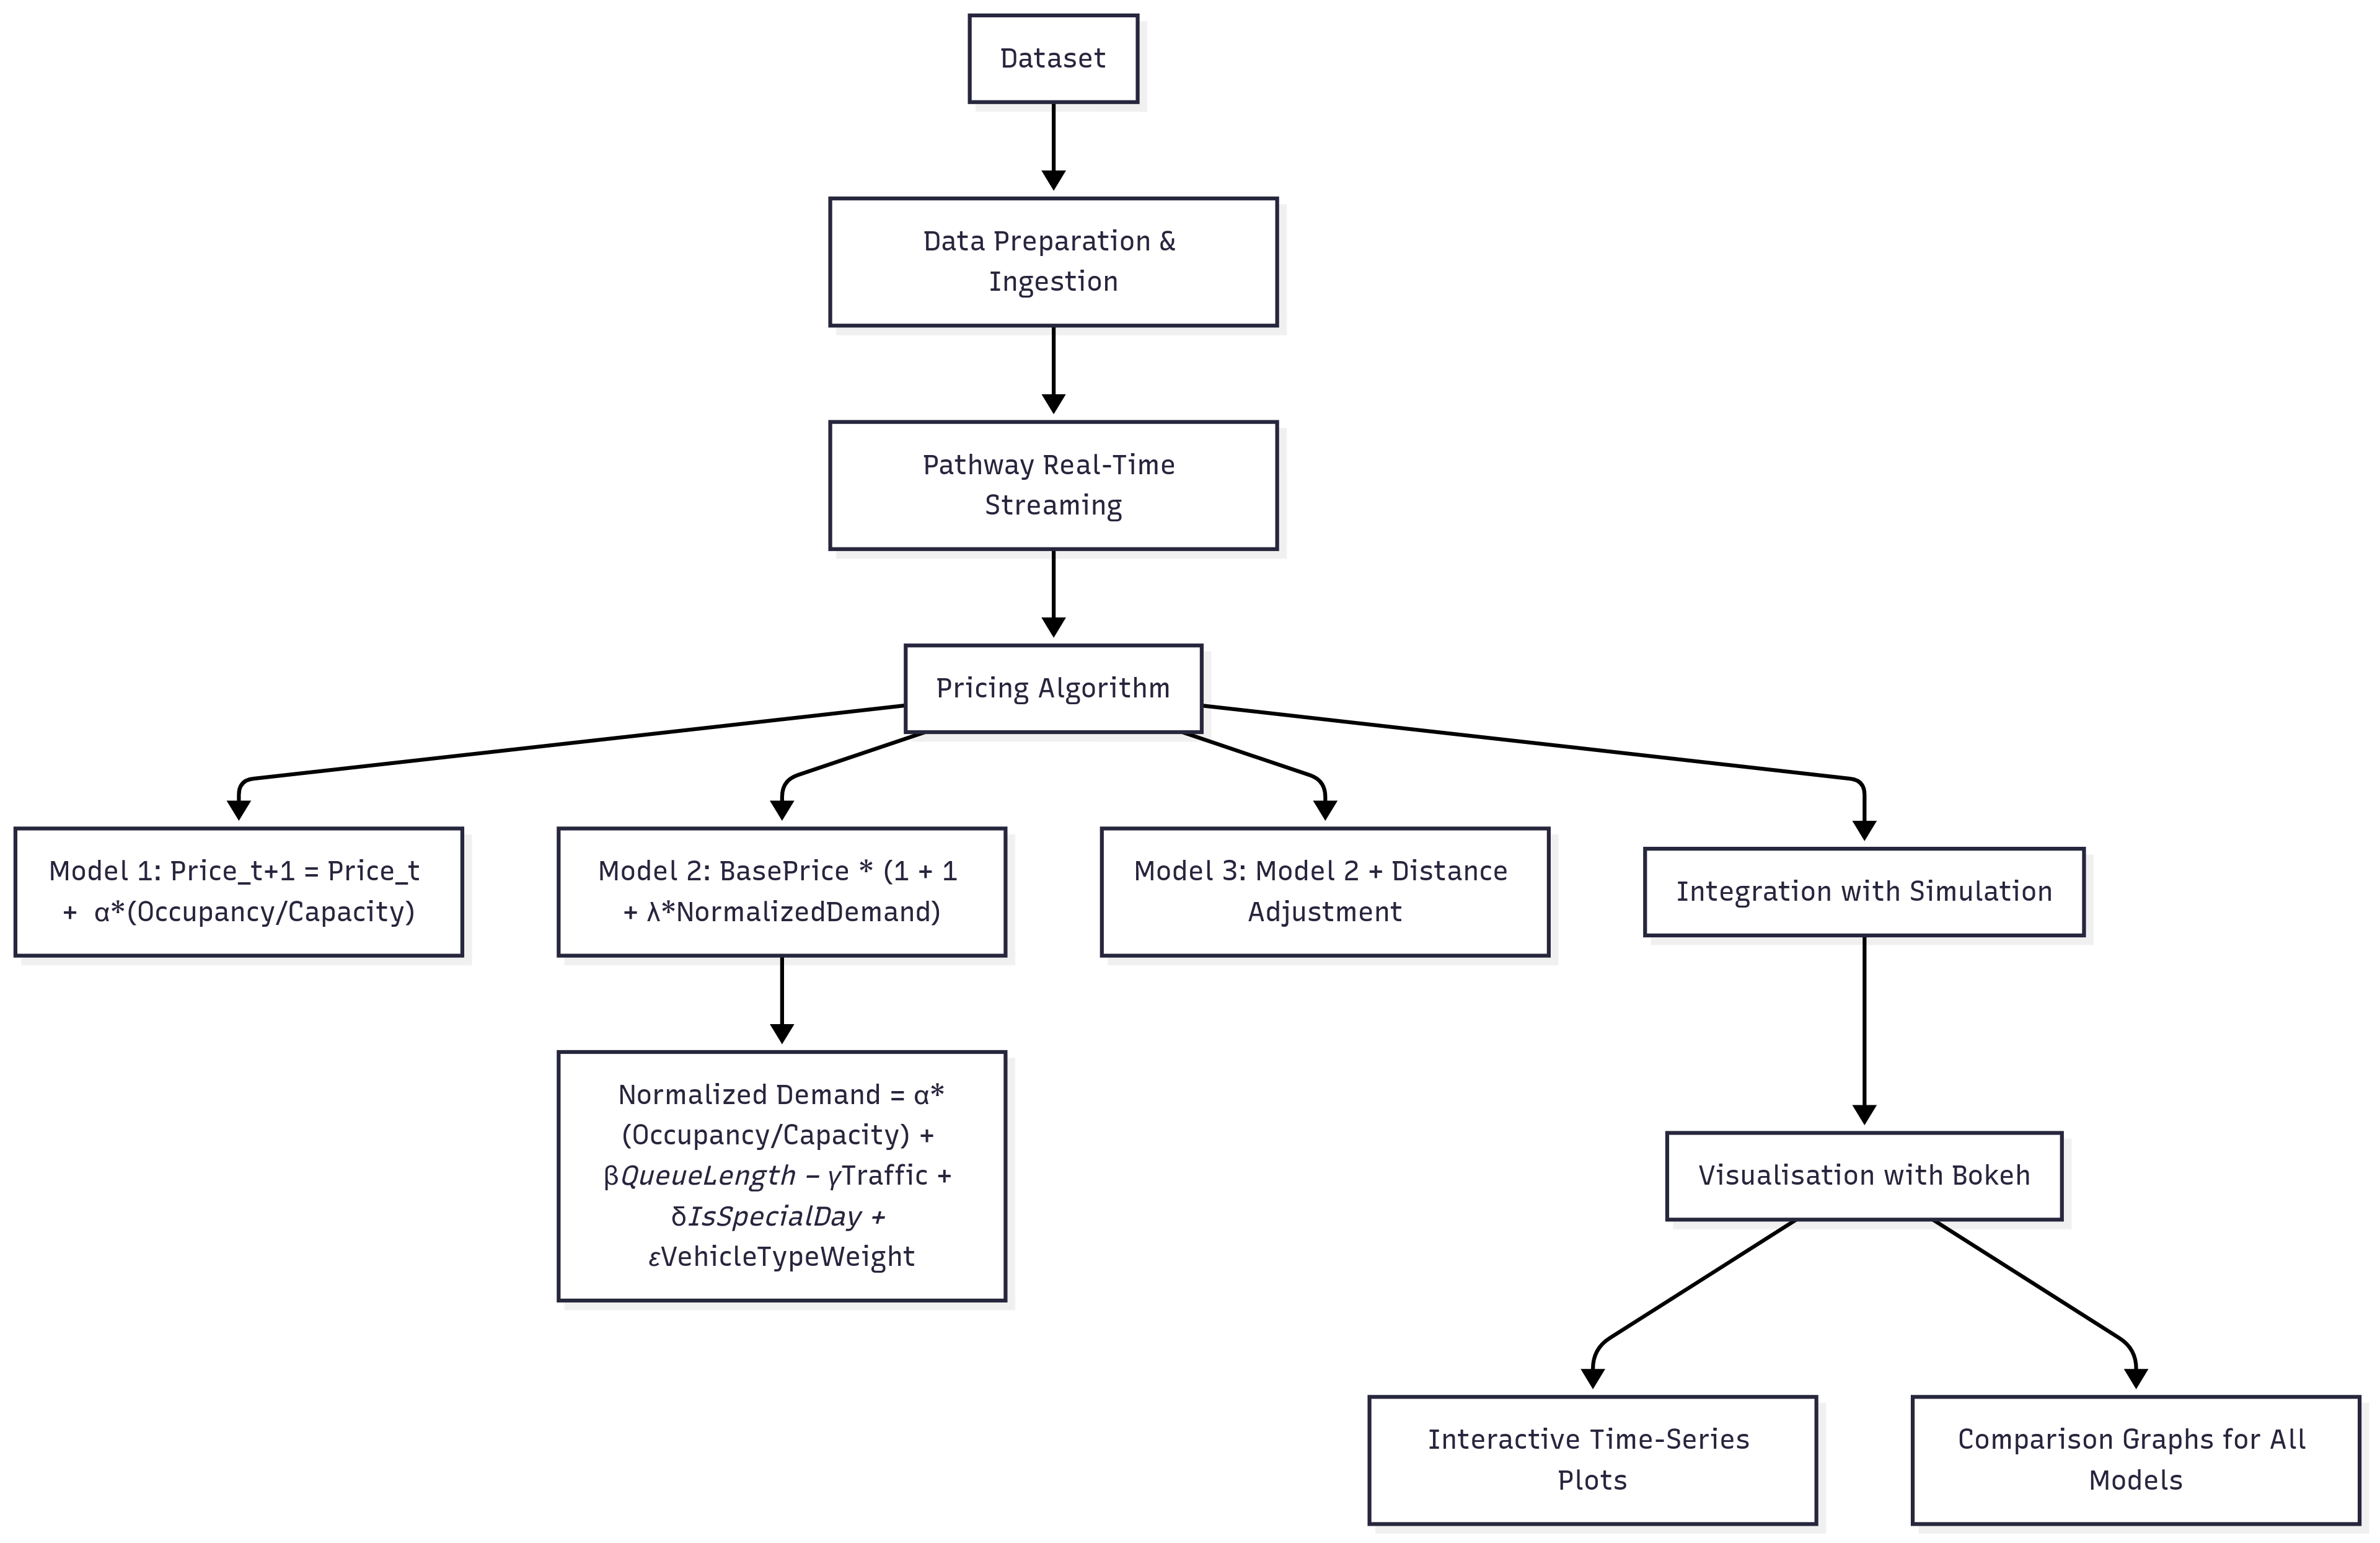 Dataset
Data Preparation &
Ingestion
Pathway Real-Time
Streaming
Pricing Algorithm
Model 1: Price_t+1 = Price_t
+ α*(Occupancy/Capacity)
Model 2: BasePrice * (1 + 1
+ λ*NormalizedDemand)
Model 3: Model 2 + Distance
Adjustment
Integration with Simulation
Normalized Demand = α*
(Occupancy/Capacity) +
βQueueLength – γTraffic +
δIsSpecialDay +
εVehicleTypeWeight
Visualisation with Bokeh
Interactive Time-Series
Plots
Comparison Graphs for All
Models